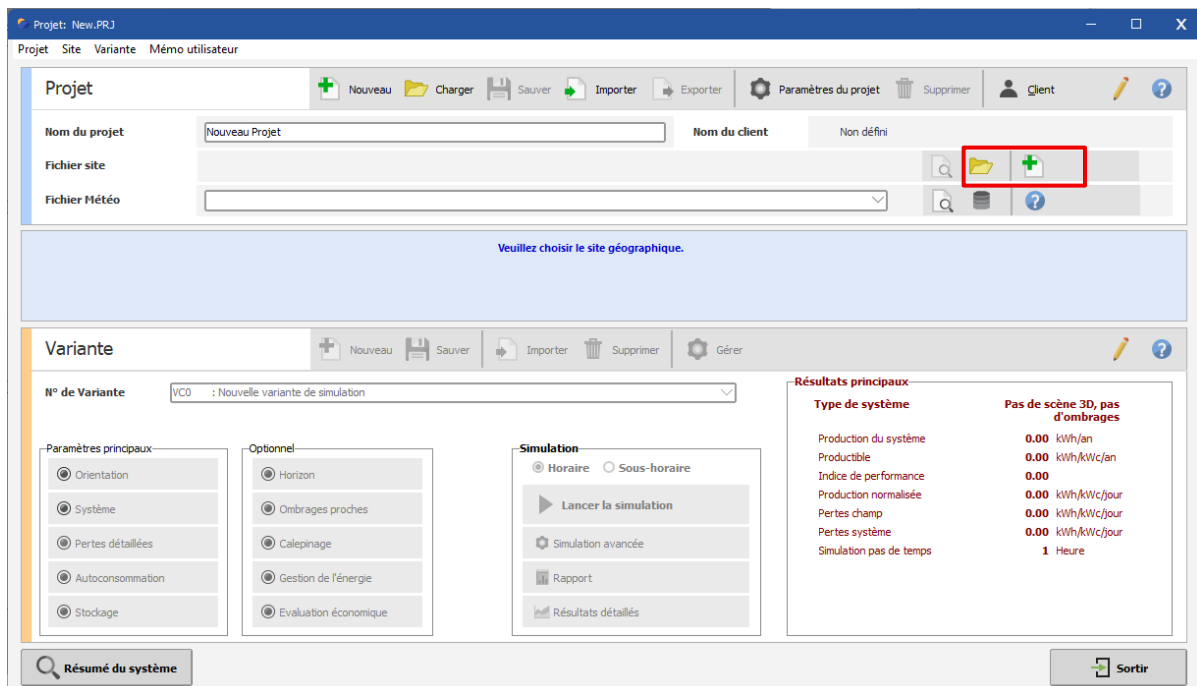 Projet: New.PRJ
Projet Site Variante Mémo utilisateur
Projet
Nouveau Charger Sauver Importer Exporter Paramètres du projet Supprimer Client
Nom du projet Nouveau Projet Nom du client Non défini
Fichier site
Fichier Météo
Veuillez choisir le site géographique.
Variante
Nouveau Sauver Importer Supprimer Gérer
N° de Variante VC0 : Nouvelle variante de simulation
Paramètres principaux
Orientation
Système
Pertes détaillées
Autoconsommation
Stockage
Optionnel
Horizon
Ombrages proches
Calepinage
Gestion de l'énergie
Evaluation économique
Simulation
Horaire Sous-horaire
Lancer la simulation
Simulation avancée
Rapport
Résultats détaillés
Résultats principaux
Type de système Pas de scène 3D, pas
d'ombrages
Production du système 0.00 kWh/an
Productible 0.00 kWh/kWc/an
Indice de performance 0.00
Production normalisée 0.00 kWh/kWc/jour
Pertes champ 0.00 kWh/kWc/jour
Pertes système 0.00 kWh/kWc/jour
Simulation pas de temps 1 Heure
Résumé du système
Sortir